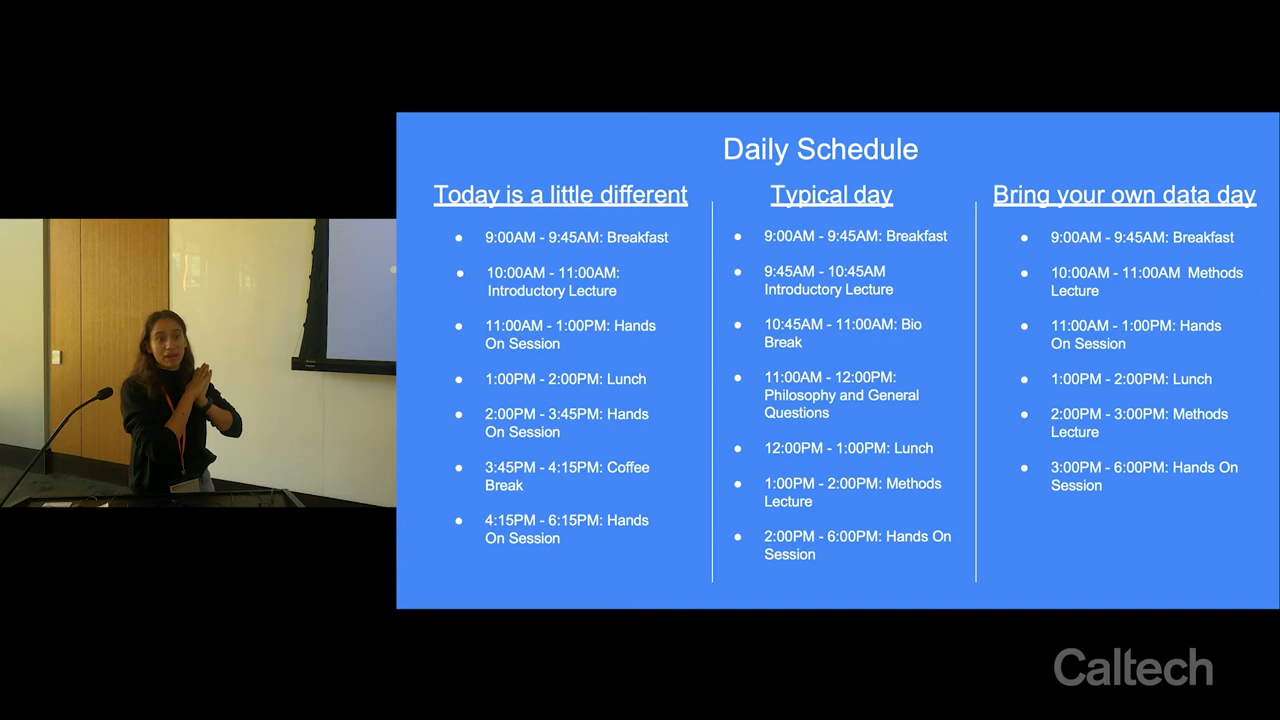 Daily Schedule
Today is a little different
● 9:00AM - 9:45AM: Breakfast
● 10:00AM - 11:00AM:
Introductory Lecture
● 11:00AM - 1:00PM: Hands
On Session
● 1:00PM - 2:00PM: Lunch
● 2:00PM - 3:45PM: Hands
On Session
● 3:45PM - 4:15PM: Coffee
Break
● 4:15PM - 6:15PM: Hands
On Session
Typical day
● 9:00AM - 9:45AM: Breakfast
● 9:45AM - 10:45AM
Introductory Lecture
● 10:45AM - 11:00AM: Bio
Break
● 11:00AM - 12:00PM:
Philosophy and General
Questions
● 12:00PM - 1:00PM: Lunch
● 1:00PM - 2:00PM: Methods
Lecture
● 2:00PM - 6:00PM: Hands On
Session
Bring your own data day
● 9:00AM - 9:45AM: Breakfast
● 10:00AM - 11:00AM Methods
Lecture
● 11:00AM - 1:00PM: Hands
On Session
● 1:00PM - 2:00PM: Lunch
● 2:00PM - 3:00PM: Methods
Lecture
● 3:00PM - 6:00PM: Hands On
Session
Caltech